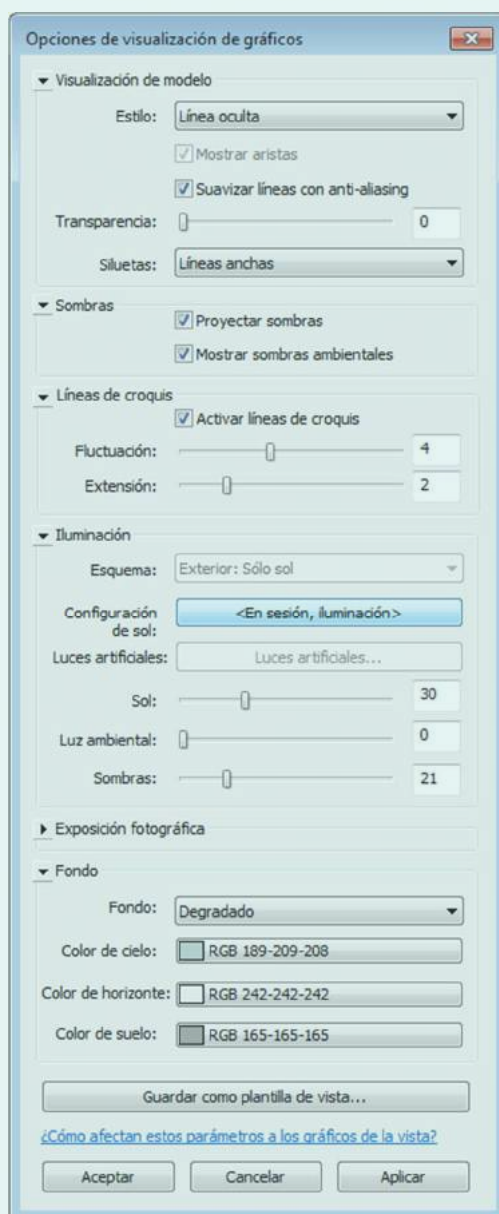 Opciones de visualización de gráficos
Visualización de modelo
Estilo: Línea oculta
Mostrar aristas
Suavizar líneas con anti-aliasing
Transparencia: 0
Siluetas: Líneas anchas
Sombras
Proyectar sombras
Mostrar sombras ambientales
Líneas de croquis
Activar líneas de croquis
Fluctuación: 4
Extensión: 2
Iluminación
Esquema: Exterior: Sólo sol
Configuración de sol: <En sesión, iluminación>
Luces artificiales: Luces artificiales...
Sol: 30
Luz ambiental: 0
Sombras: 21
Exposición fotográfica
Fondo
Fondo: Degradado
Color de cielo: RGB 189-209-208
Color de horizonte: RGB 242-242-242
Color de suelo: RGB 165-165-165
Guardar como plantilla de vista...
¿Cómo afectan estos parámetros a los gráficos de la vista?
Aceptar Cancelar Aplicar